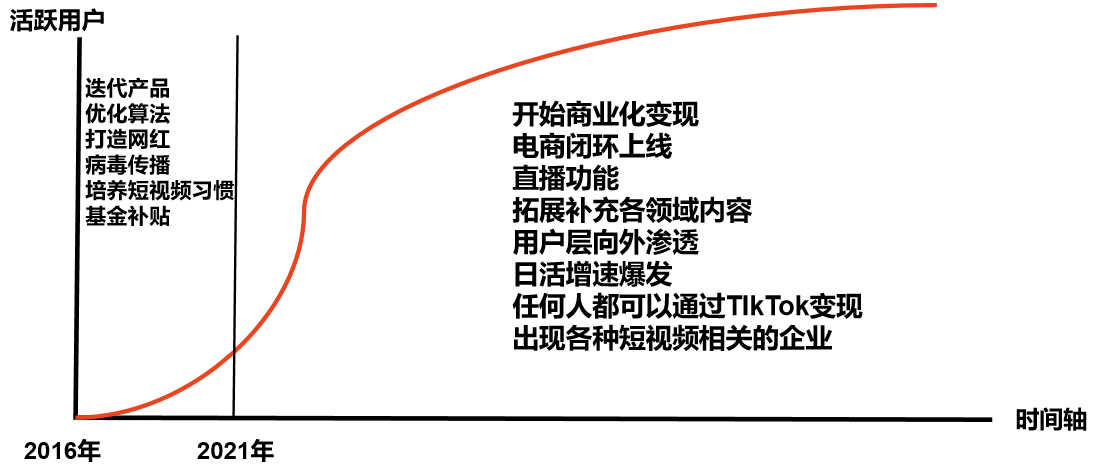 活跃用户
迭代产品
优化算法
打造网红
病毒传播
培养短视频习惯
基金补贴
开始商业化变现
电商闭环上线
直播功能
拓展补充各领域内容
用户层向外渗透
日活增速爆发
任何人都可以通过TIkTok变现
出现各种短视频相关的企业
时间轴
2016年
2021年